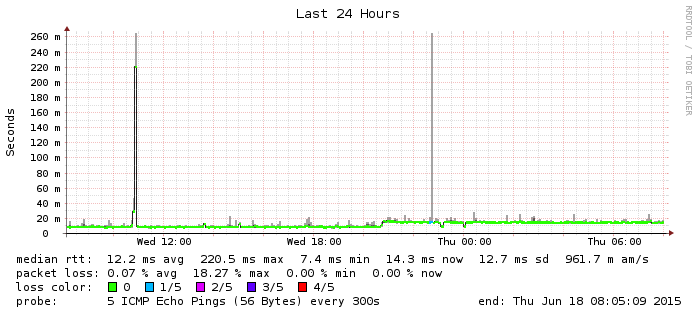 Last 24 Hours
RRDTOOL / TOBI OETIKER
Seconds
260 m
240 m
220 m
200 m
180 m
160 m
140 m
120 m
100 m
80 m
60 m
40 m
20 m
0
Wed 12:00 Wed 18:00 Thu 00:00 Thu 06:00
median rtt: 12.2 ms avg 220.5 ms max 7.4 ms min 14.3 ms now 12.7 ms sd 961.7 m am/s
packet loss: 0.07 % avg 18.27 % max 0.00 % min 0.00 % now
loss color: 0 1/5 2/5 3/5 4/5
probe: 5 ICMP Echo Pings (56 Bytes) every 300s end: Thu Jun 18 08:05:09 2015